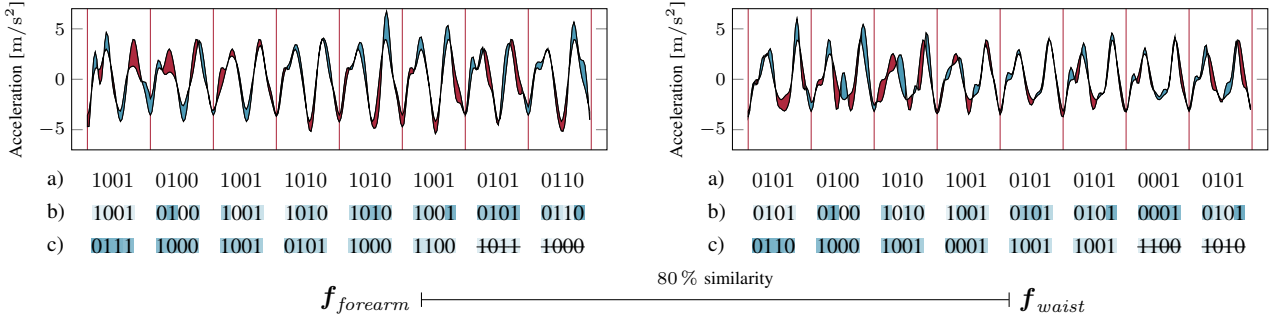 Acceleration [m/s²]
5
0
−5
a) 1001 0100 1001 1010 1010 1001 0101 0110
b) 1001 0100 1001 1010 1010 1001 0101 0110
c) 0111 1000 1001 0101 1000 1100 1011 1000
Acceleration [m/s²]
5
0
−5
a) 0101 0100 1010 1001 0101 0101 0001 0101
b) 0101 0100 1010 1001 0101 0101 0001 0101
c) 0110 1000 1001 0001 1001 1001 1100 1010
80 % similarity
f forearm
f waist